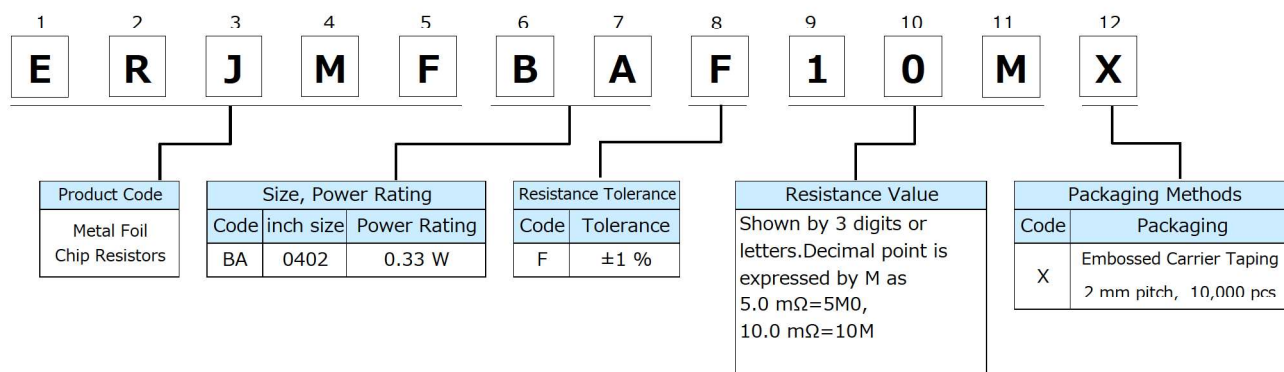 1 2 3 4 5 6 7 8 9 10 11 12
E R J M F B A F 1 0 M X
Product Code
Metal Foil
Chip Resistors
Size, Power Rating
Code inch size Power Rating
BA 0402 0.33 W
Resistance Tolerance
Code Tolerance
F ±1 %
Resistance Value
Shown by 3 digits or
letters.Decimal point is
expressed by M as
5.0 mΩ=5M0,
10.0 mΩ=10M
Packaging Methods
Code Packaging
X Embossed Carrier Taping
2 mm pitch, 10,000 pcs